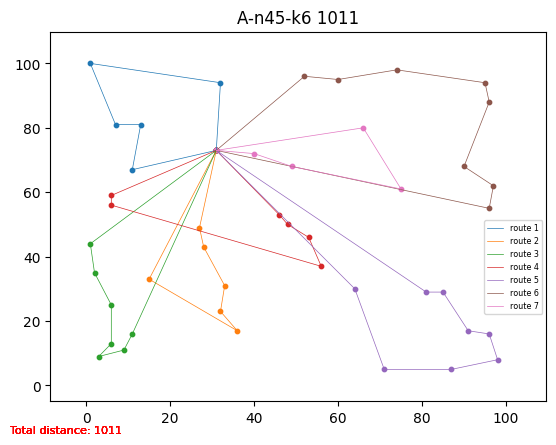 A-n45-k6 1011
100
80
60
40
20
0
0 20 40 60 80 100
route 1
route 2
route 3
route 4
route 5
route 6
route 7
Total distance: 1011